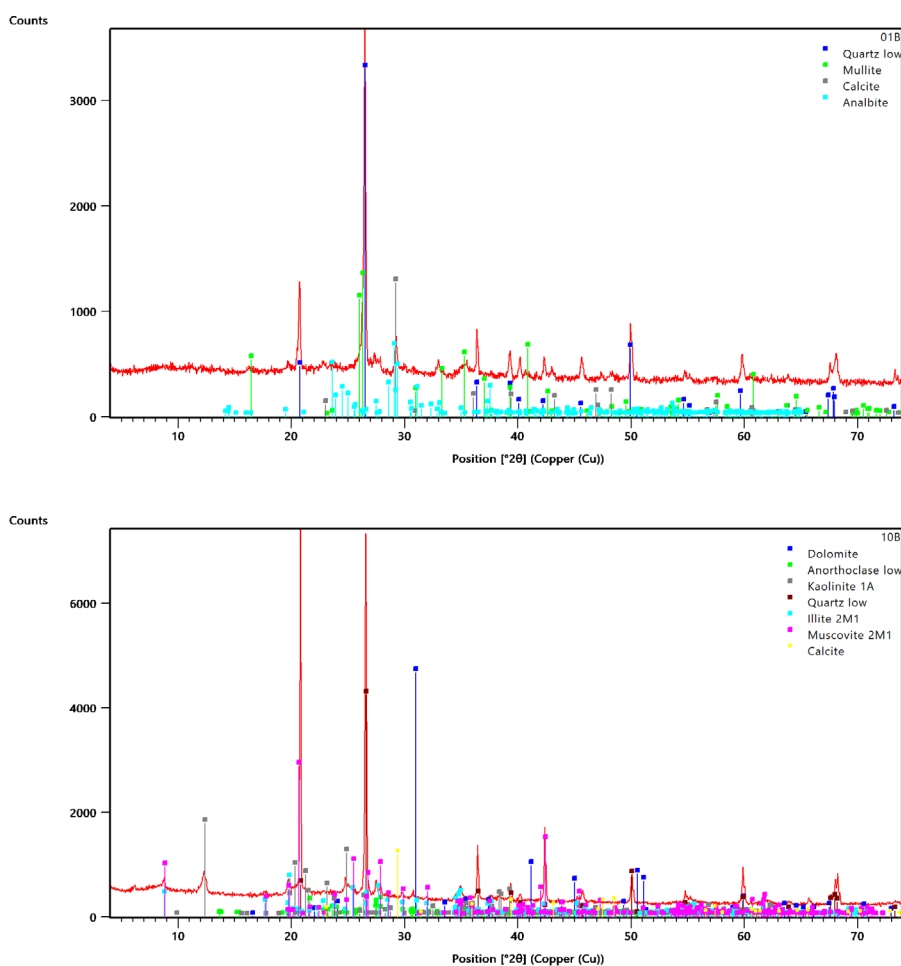 Counts
01B
Quartz low
Mullite
Calcite
Analbite
3000
2000
1000
0
10 20 30 40 50 60 70
Position [°2θ] (Copper (Cu))
Counts
10B
Dolomite
Anorthoclase low
Kaolinite 1A
Quartz low
Illite 2M1
Muscovite 2M1
Calcite
6000
4000
2000
0
10 20 30 40 50 60 70
Position [°2θ] (Copper (Cu))